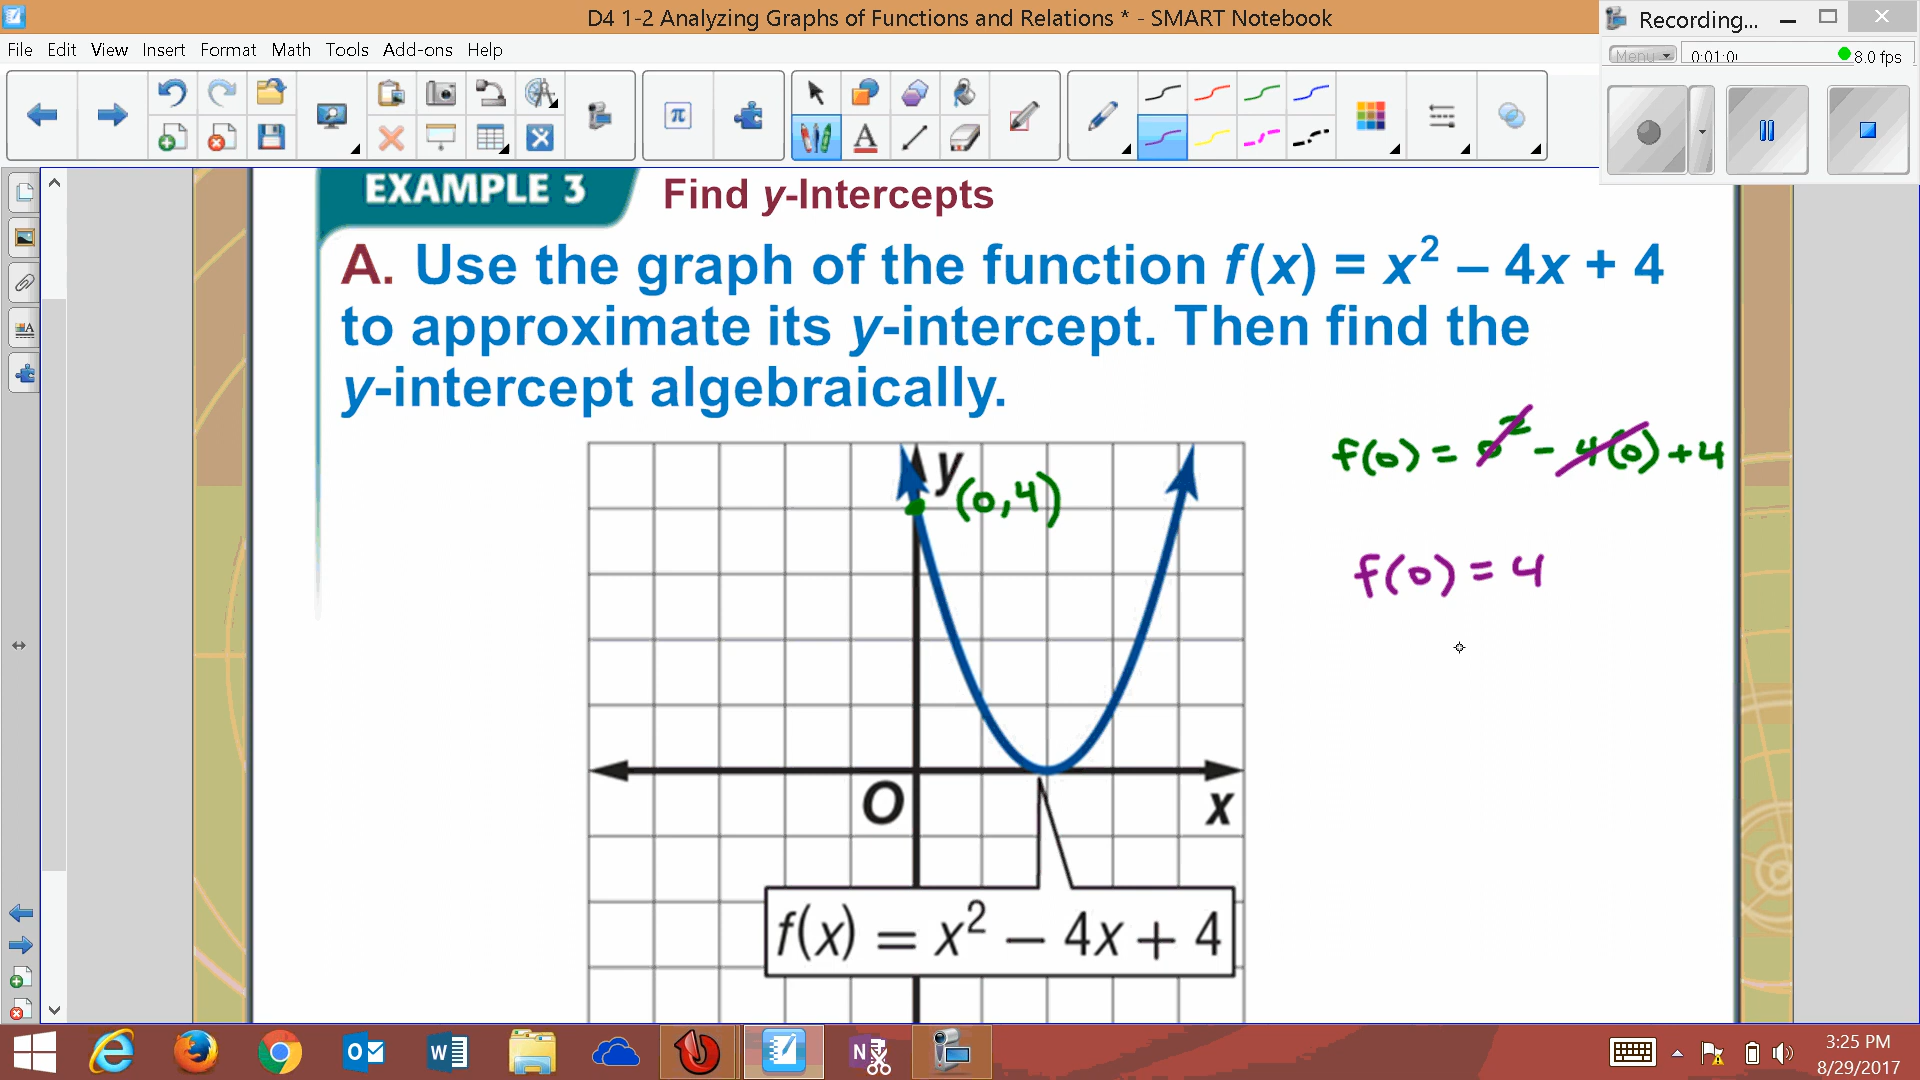 D4 1-2 Analyzing Graphs of Functions and Relations * - SMART Notebook
Recording...
File Edit View Insert Format Math Tools Add-ons Help
Menu
8.0 fps
π
A
EXAMPLE 3
Find y-Intercepts
A. Use the graph of the function f(x) = x² – 4x + 4
to approximate its y-intercept. Then find the
y-intercept algebraically.
f(0) = 0² - 4(0) + 4
y
(0,4)
f(0) = 4
O
x
f(x) = x² – 4x + 4
3:25 PM
8/29/2017